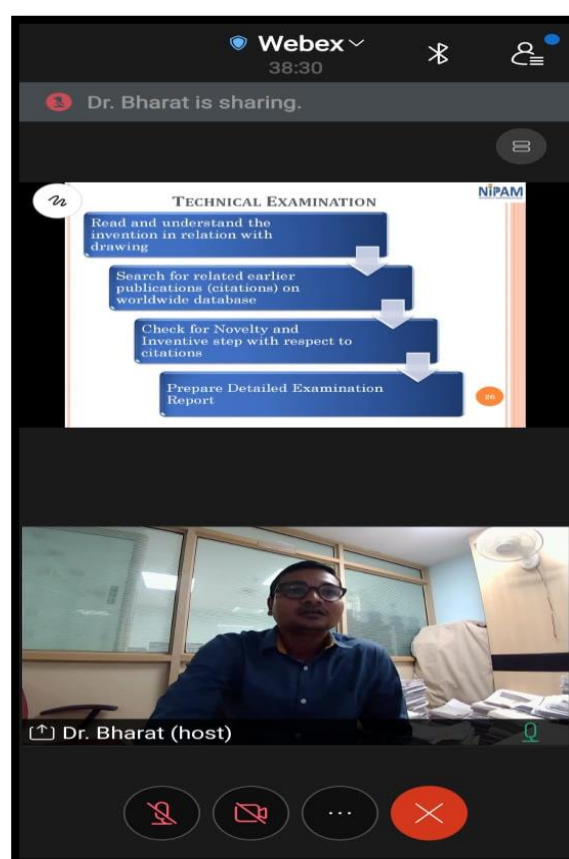 Webex
38:30
Dr. Bharat is sharing.
NiPAM
TECHNICAL EXAMINATION
Read and understand the
invention in relation with
drawing
Search for related earlier
publications (citations) on
worldwide database
Check for Novelty and
Inventive step with respect to
citations
Prepare Detailed Examination
Report
26
Dr. Bharat (host)